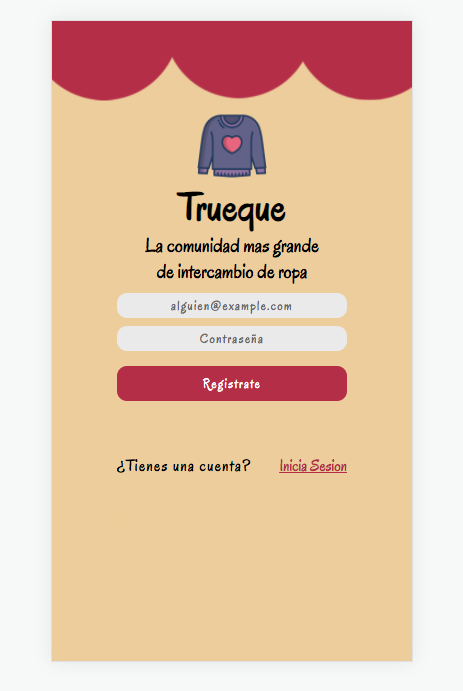 Trueque
La comunidad mas grande
de intercambio de ropa
alguien@example.com
Contraseña
Registrate
¿Tienes una cuenta? Inicia Sesion